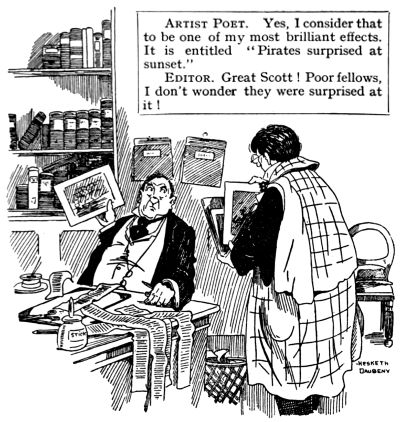 ARTIST POET. Yes, I consider that
to be one of my most brilliant effects.
It is entitled "Pirates surprised at
sunset."
EDITOR. Great Scott! Poor fellows,
I don't wonder they were surprised at
it!
STICK
HESKETH
DAUBENY